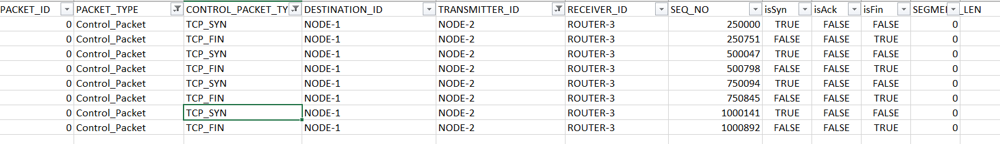 PACKET_ID PACKET_TYPE CONTROL_PACKET_TY DESTINATION_ID TRANSMITTER_ID RECEIVER_ID SEQ_NO isSyn isAck isFin SEGMEI _LEN
0 Control_Packet TCP_SYN NODE-1 NODE-2 ROUTER-3 250000 TRUE FALSE FALSE 0
0 Control_Packet TCP_FIN NODE-1 NODE-2 ROUTER-3 250751 FALSE FALSE TRUE 0
0 Control_Packet TCP_SYN NODE-1 NODE-2 ROUTER-3 500047 TRUE FALSE FALSE 0
0 Control_Packet TCP_FIN NODE-1 NODE-2 ROUTER-3 500798 FALSE FALSE TRUE 0
0 Control_Packet TCP_SYN NODE-1 NODE-2 ROUTER-3 750094 TRUE FALSE FALSE 0
0 Control_Packet TCP_FIN NODE-1 NODE-2 ROUTER-3 750845 FALSE FALSE TRUE 0
0 Control_Packet TCP_SYN NODE-1 NODE-2 ROUTER-3 1000141 TRUE FALSE FALSE 0
0 Control_Packet TCP_FIN NODE-1 NODE-2 ROUTER-3 1000892 FALSE FALSE TRUE 0